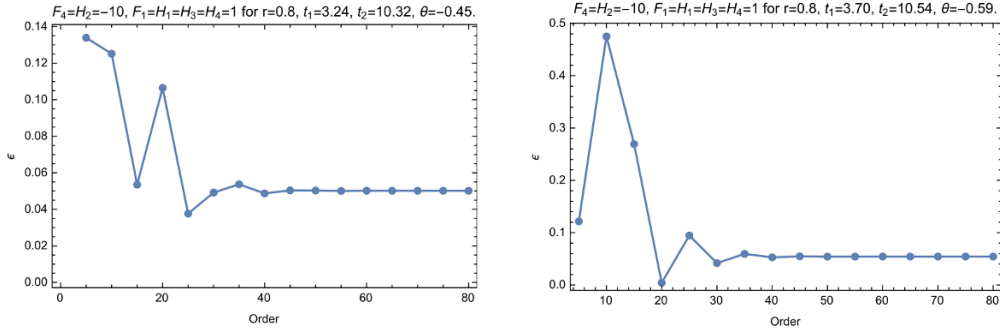 F₄=H₂=−10, F₁=H₁=H₃=H₄=1 for r=0.8, t₁=3.24, t₂=10.32, θ=−0.45.
0.14
0.12
0.10
0.08
0.06
0.04
0.02
0.00
ϵ
0 20 40 60 80
Order
F₄=H₂=−10, F₁=H₁=H₃=H₄=1 for r=0.8, t₁=3.70, t₂=10.54, θ=−0.59.
0.5
0.4
0.3
0.2
0.1
0.0
ϵ
10 20 30 40 50 60 70 80
Order